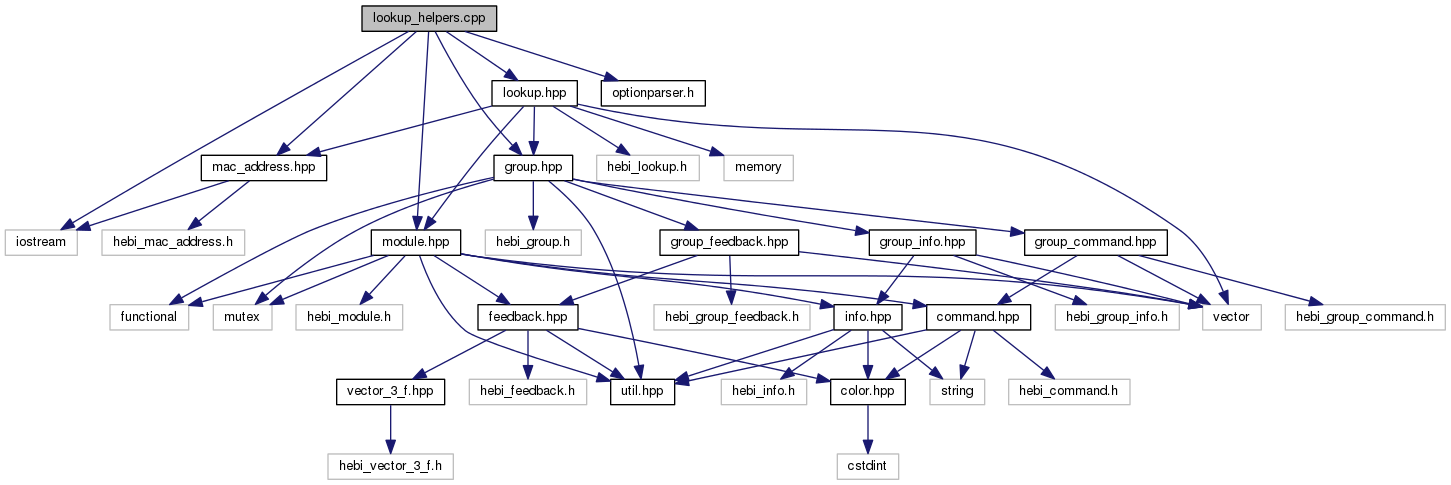 lookup_helpers.cpp
lookup.hpp
optionparser.h
mac_address.hpp
group.hpp
hebi_lookup.h
memory
iostream
hebi_mac_address.h
module.hpp
hebi_group.h
group_feedback.hpp
group_info.hpp
group_command.hpp
functional
mutex
hebi_module.h
feedback.hpp
hebi_group_feedback.h
info.hpp
command.hpp
hebi_group_info.h
vector
hebi_group_command.h
vector_3_f.hpp
hebi_feedback.h
util.hpp
hebi_info.h
color.hpp
string
hebi_command.h
hebi_vector_3_f.h
cstdint